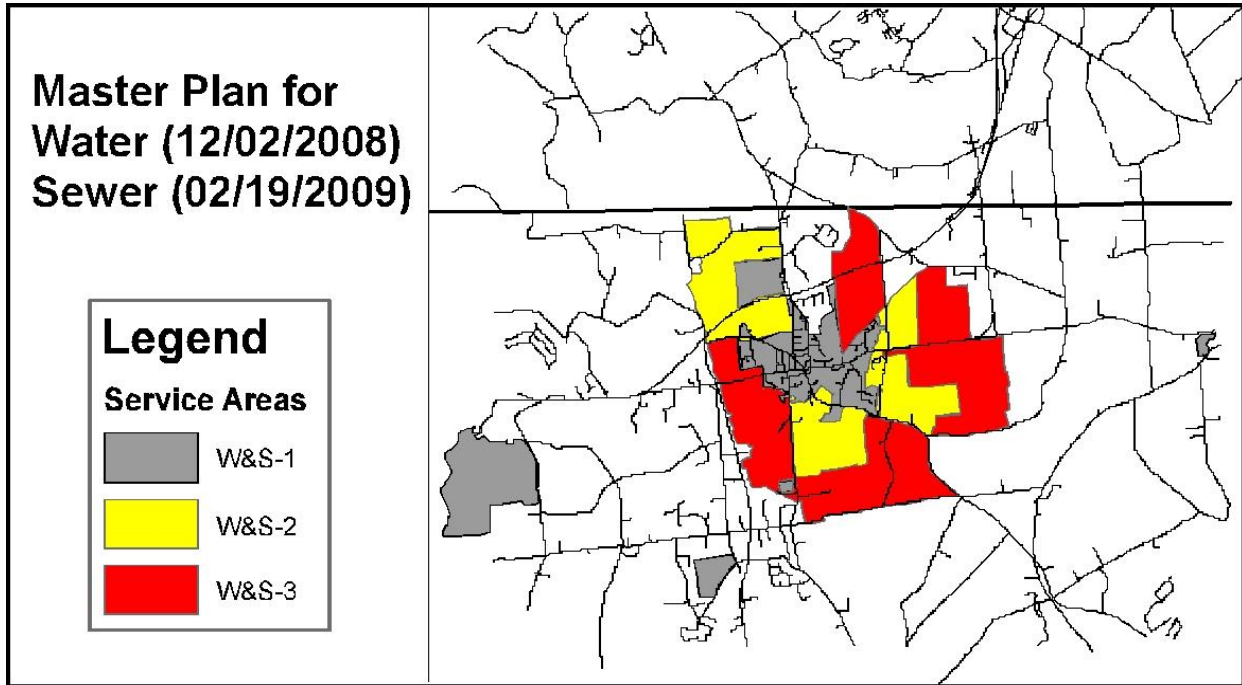 Master Plan for
Water (12/02/2008)
Sewer (02/19/2009)
Legend
Service Areas
W&S-1
W&S-2
W&S-3